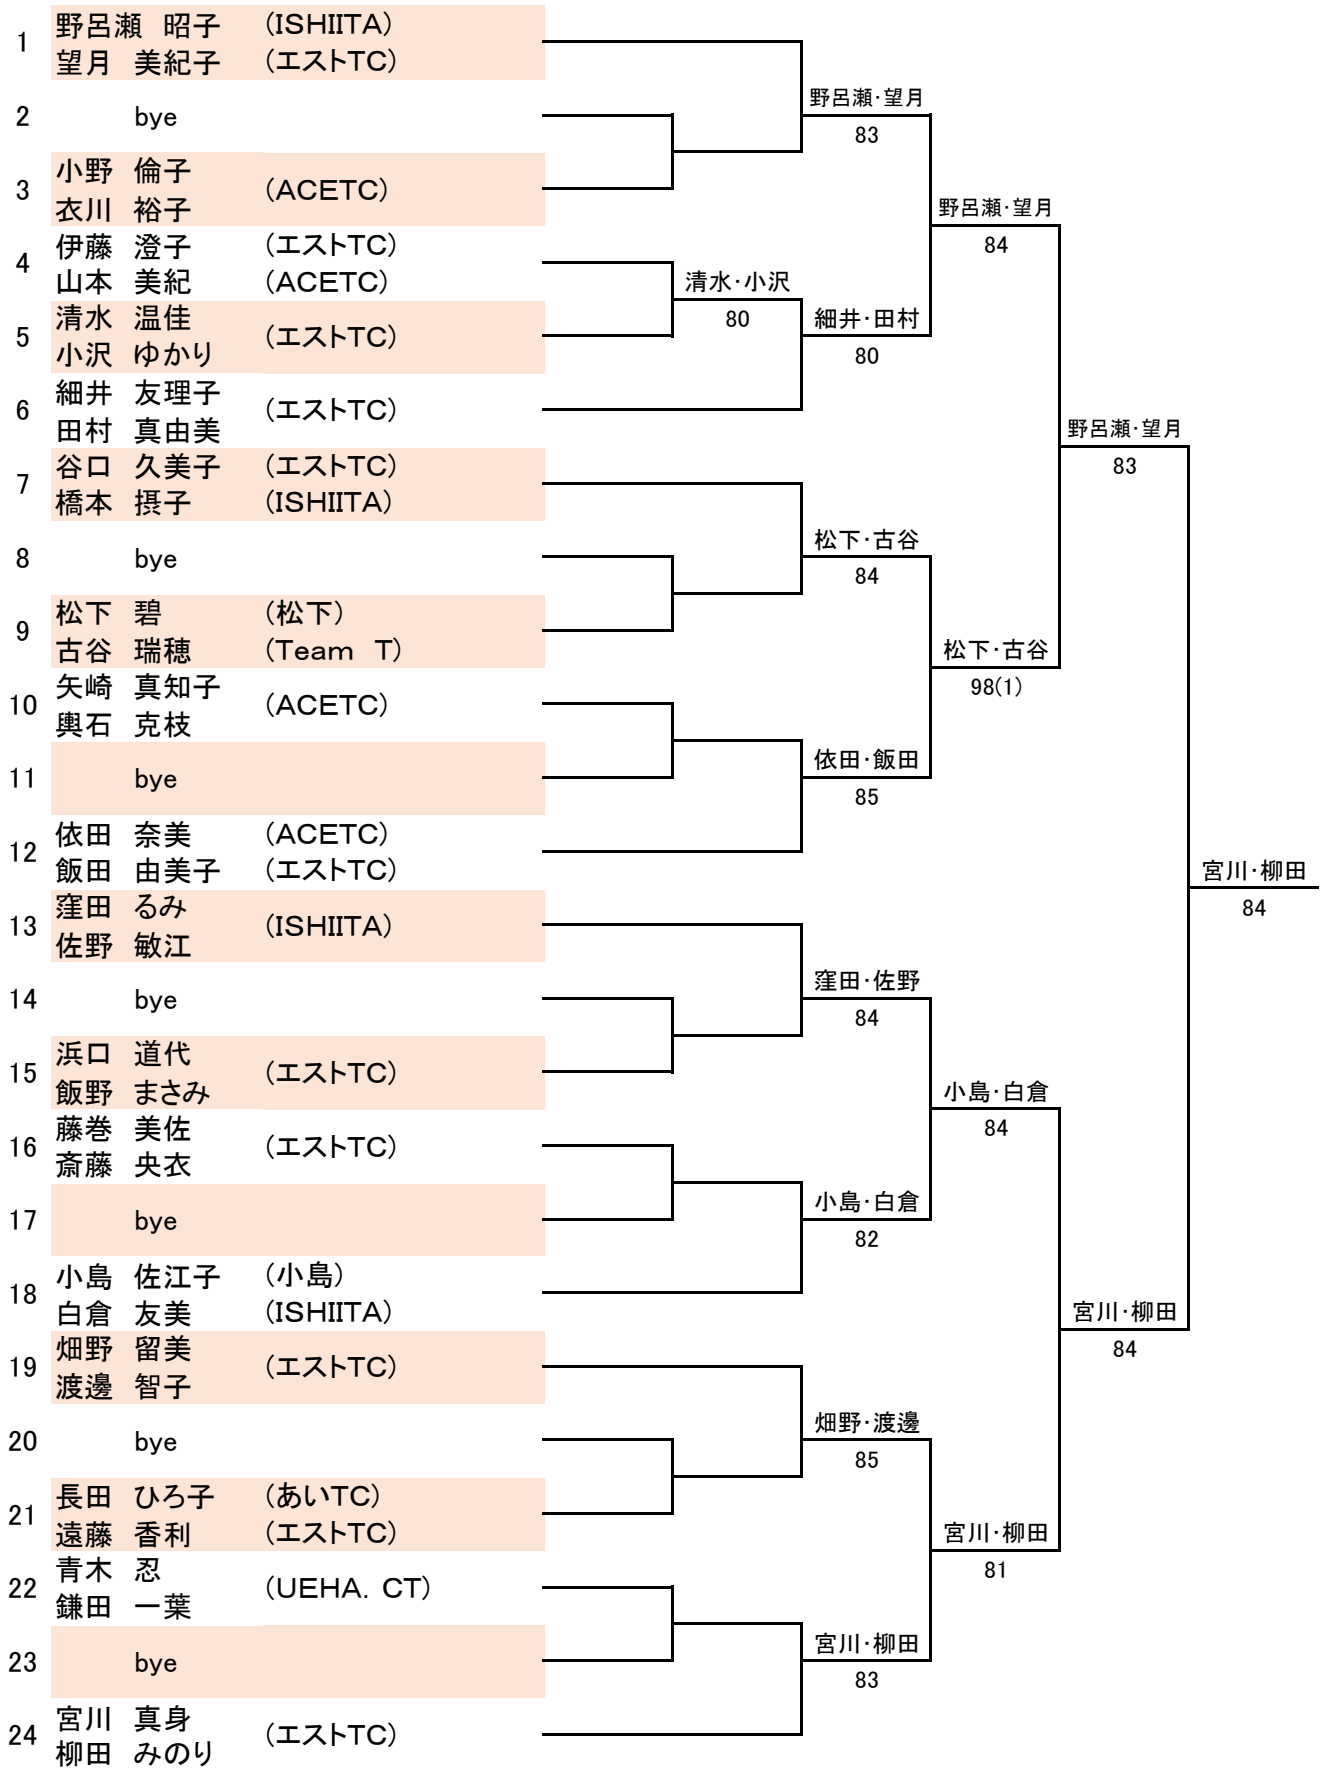 野呂瀬 昭子 (ISHIITA)
1
望月 美紀子 (エストTC)
2 bye
野呂瀬・望月
83
小野 倫子
3 (ACETC)
衣川 裕子
野呂瀬・望月
84
伊藤 澄子 (エストTC)
4
山本 美紀 (ACETC)
清水・小沢
80
清水 温佳
5 (エストTC)
小沢 ゆかり
細井・田村
80
細井 友理子
6 (エストTC)
田村 真由美
野呂瀬・望月
83
谷口 久美子 (エストTC)
7
橋本 摂子 (ISHIITA)
8 bye
松下・古谷
84
松下 碧 (松下)
9
古谷 瑞穂 (Team T)
松下・古谷
98(1)
矢崎 真知子
10 (ACETC)
輿石 克枝
11 bye
依田・飯田
85
依田 奈美 (ACETC)
12
飯田 由美子 (エストTC)
宮川・柳田
84
窪田 るみ
13 (ISHIITA)
佐野 敏江
14 bye
窪田・佐野
84
浜口 道代
15 (エストTC)
飯野 まさみ
小島・白倉
84
藤巻 美佐
16 (エストTC)
斎藤 央衣
17 bye
小島・白倉
82
小島 佐江子 (小島)
18
白倉 友美 (ISHIITA)
宮川・柳田
84
畑野 留美
19 (エストTC)
渡邊 智子
20 bye
畑野・渡邊
85
長田 ひろ子 (あいTC)
21
遠藤 香利 (エストTC)
宮川・柳田
81
青木 忍
22 (UEHA．CT)
鎌田 一葉
23 bye
宮川・柳田
83
宮川 真身
24 (エストTC)
柳田 みのり